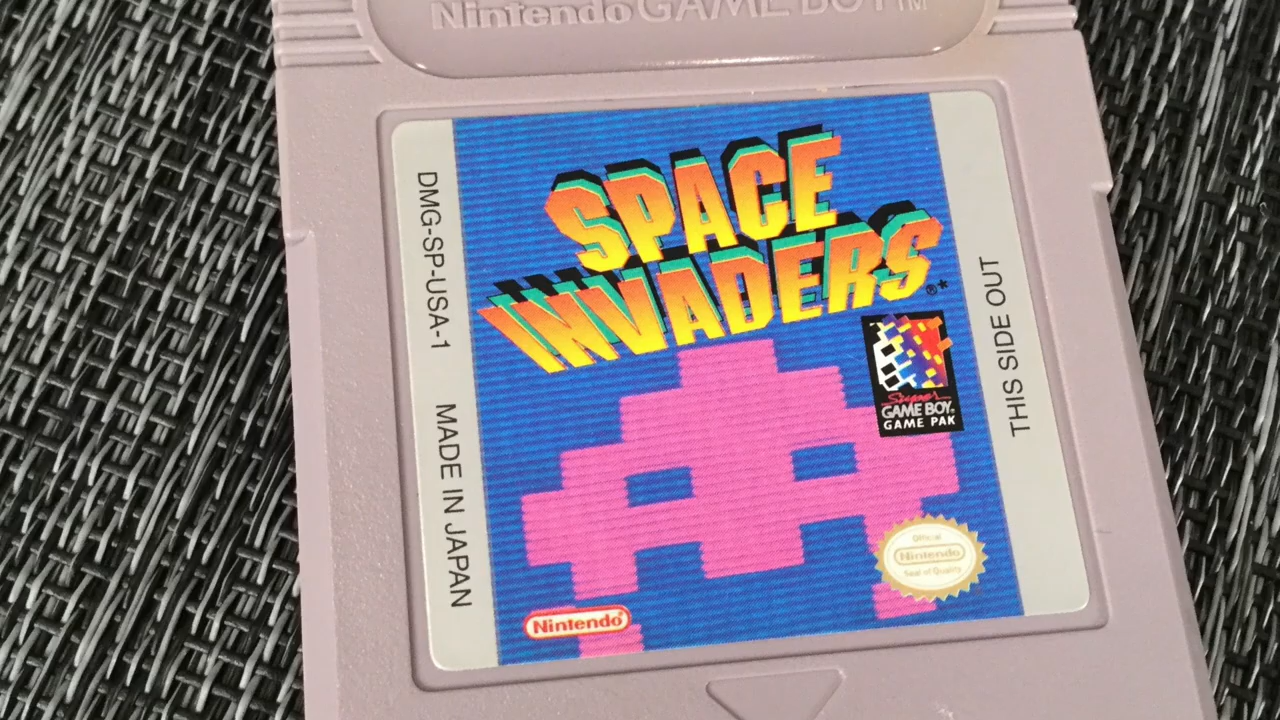 Nintendo GAME BOY TM
SPACE
INVADERS®*
DMG-SP-USA-1 MADE IN JAPAN
THIS SIDE OUT
Super
GAME BOY®
GAME PAK
Official
Nintendo
Seal of Quality
Nintendo®